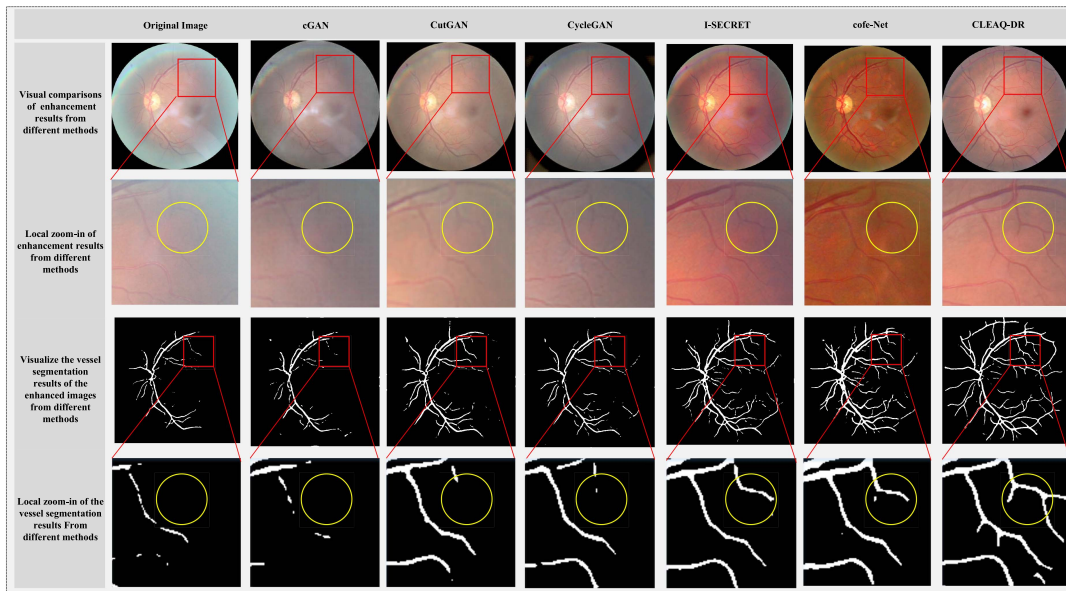 Original Image
cGAN
CutGAN
CycleGAN
I-SECRET
cofe-Net
CLEAQ-DR
Visual comparisons
of enhancement
results from
different methods
Local zoom-in of
enhancement results
from different
methods
Visualize the vessel
segmentation
results of the
enhanced images
from different
methods
Local zoom-in of the
vessel segmentation
results From
different methods